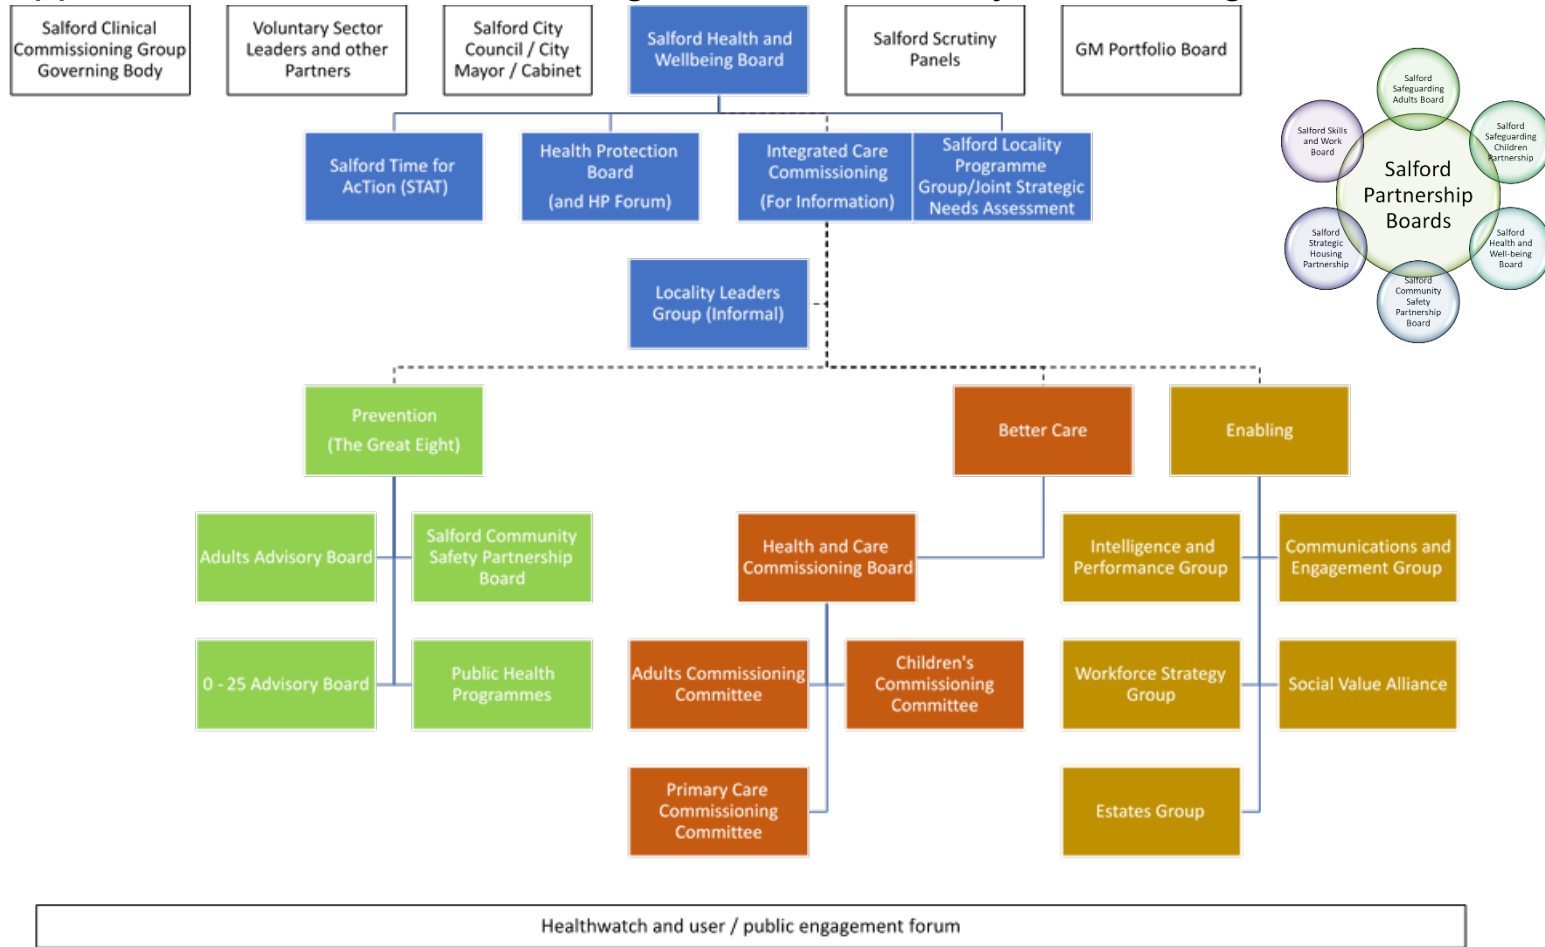 Salford Clinical
Commissioning Group
Governing Body
Voluntary Sector
Leaders and other
Partners
Salford City
Council / City
Mayor / Cabinet
Salford Health and
Wellbeing Board
Salford Scrutiny
Panels
GM Portfolio Board
Salford Time for
AcTion (STAT)
Health Protection
Board
(and HP Forum)
Integrated Care
Commissioning
(For Information)
Salford Locality
Programme
Group/Joint Strategic
Needs Assessment
Salford
Safeguarding
Adults Board
Salford Skills
and Work
Board
Salford
Safeguarding
Children
Partnership
Salford
Partnership
Boards
Salford
Strategic
Housing
Partnership
Salford
Health and
Well-being
Board
Salford
Community
Safety
Partnership
Board
Locality Leaders
Group (Informal)
Prevention
(The Great Eight)
Better Care
Enabling
Adults Advisory Board
Salford Community
Safety Partnership
Board
Health and Care
Commissioning Board
Intelligence and
Performance Group
Communications and
Engagement Group
0 - 25 Advisory Board
Public Health
Programmes
Adults Commissioning
Committee
Children's
Commissioning
Committee
Workforce Strategy
Group
Social Value Alliance
Primary Care
Commissioning
Committee
Estates Group
Healthwatch and user / public engagement forum